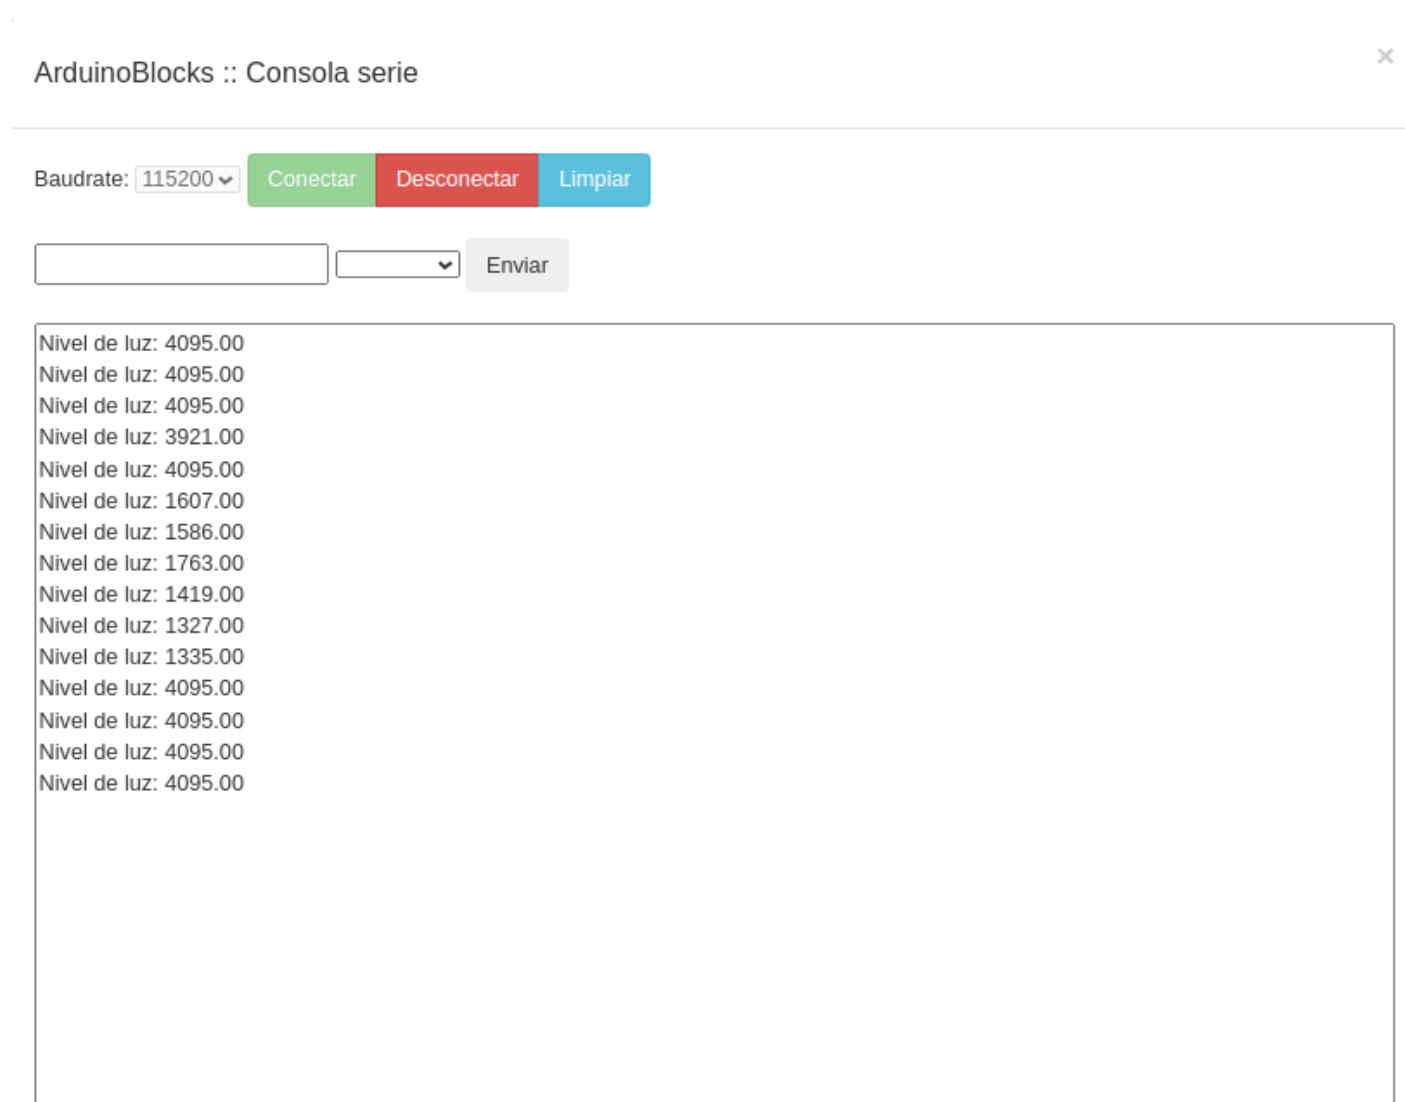 ArduinoBlocks :: Consola serie
×
Baudrate: 115200 Conectar Desconectar Limpiar
Enviar
Nivel de luz: 4095.00
Nivel de luz: 4095.00
Nivel de luz: 4095.00
Nivel de luz: 3921.00
Nivel de luz: 4095.00
Nivel de luz: 1607.00
Nivel de luz: 1586.00
Nivel de luz: 1763.00
Nivel de luz: 1419.00
Nivel de luz: 1327.00
Nivel de luz: 1335.00
Nivel de luz: 4095.00
Nivel de luz: 4095.00
Nivel de luz: 4095.00
Nivel de luz: 4095.00